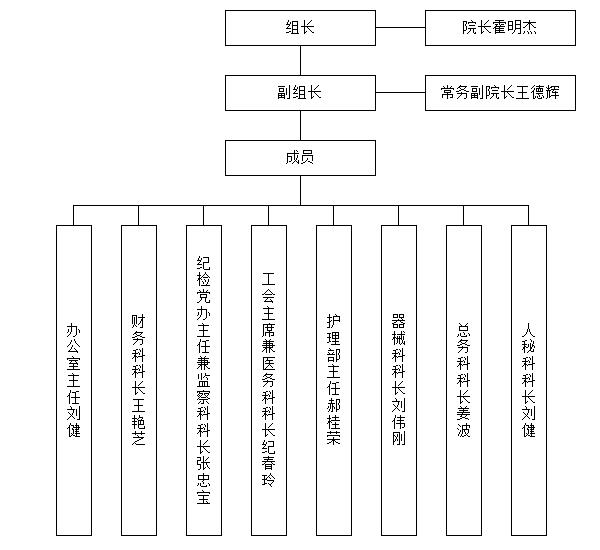 组长
院长霍明杰
副组长
常务副院长王德辉
成员
办公室主任刘健
财务科科长王艳芝
纪检党办主任兼监察科科长张忠宝
工会主席兼医务科科长纪春玲
护理部主任郝桂荣
器械科科长刘伟刚
总务科科长姜波
人秘科科长刘健